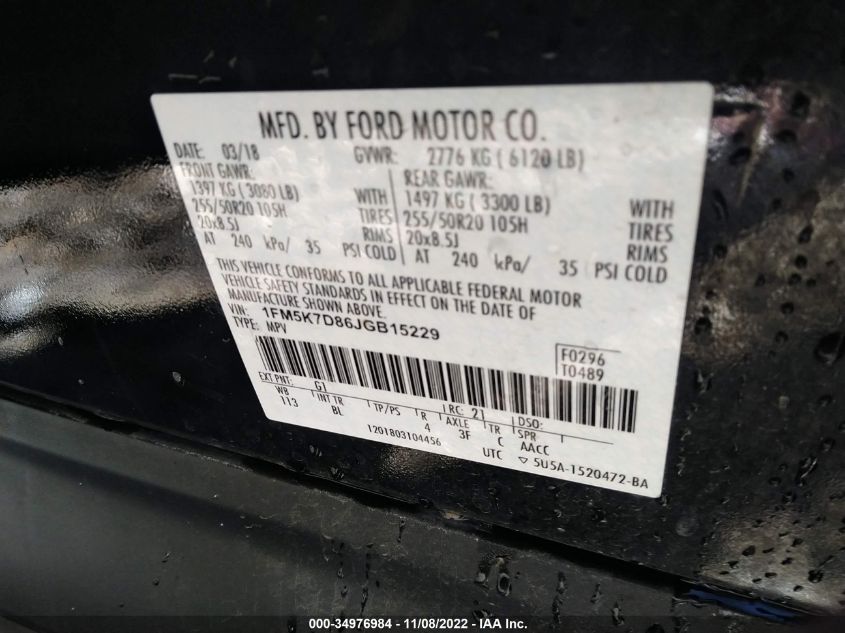 MFD. BY FORD MOTOR CO.
DATE: 03/18 GVWR: 2776 KG ( 6120 LB)
FRONT GAWR: REAR GAWR:
1397 KG ( 3080 LB) WITH 1497 KG ( 3300 LB) WITH
255/50R20 105H TIRES 255/50R20 105H TIRES
20x8.5J RIMS 20x8.5J RIMS
AT 240 kPa/ 35 PSI COLD AT 240 kPa/ 35 PSI COLD
THIS VEHICLE CONFORMS TO ALL APPLICABLE FEDERAL MOTOR
VEHICLE SAFETY STANDARDS IN EFFECT ON THE DATE OF
MANUFACTURE SHOWN ABOVE.
VIN: 1FM5K7D86JGB15229
TYPE: MPV
F0296
T0489
EXT PNT: G1 RC: 21 DSO:
WB INT TR TP/PS R AXLE TR SPR
113 BL 4 3F C AACC
1201803104456 UTC ▽ 5U5A-1520472-BA
000-34976984 - 11/08/2022 - IAA Inc.